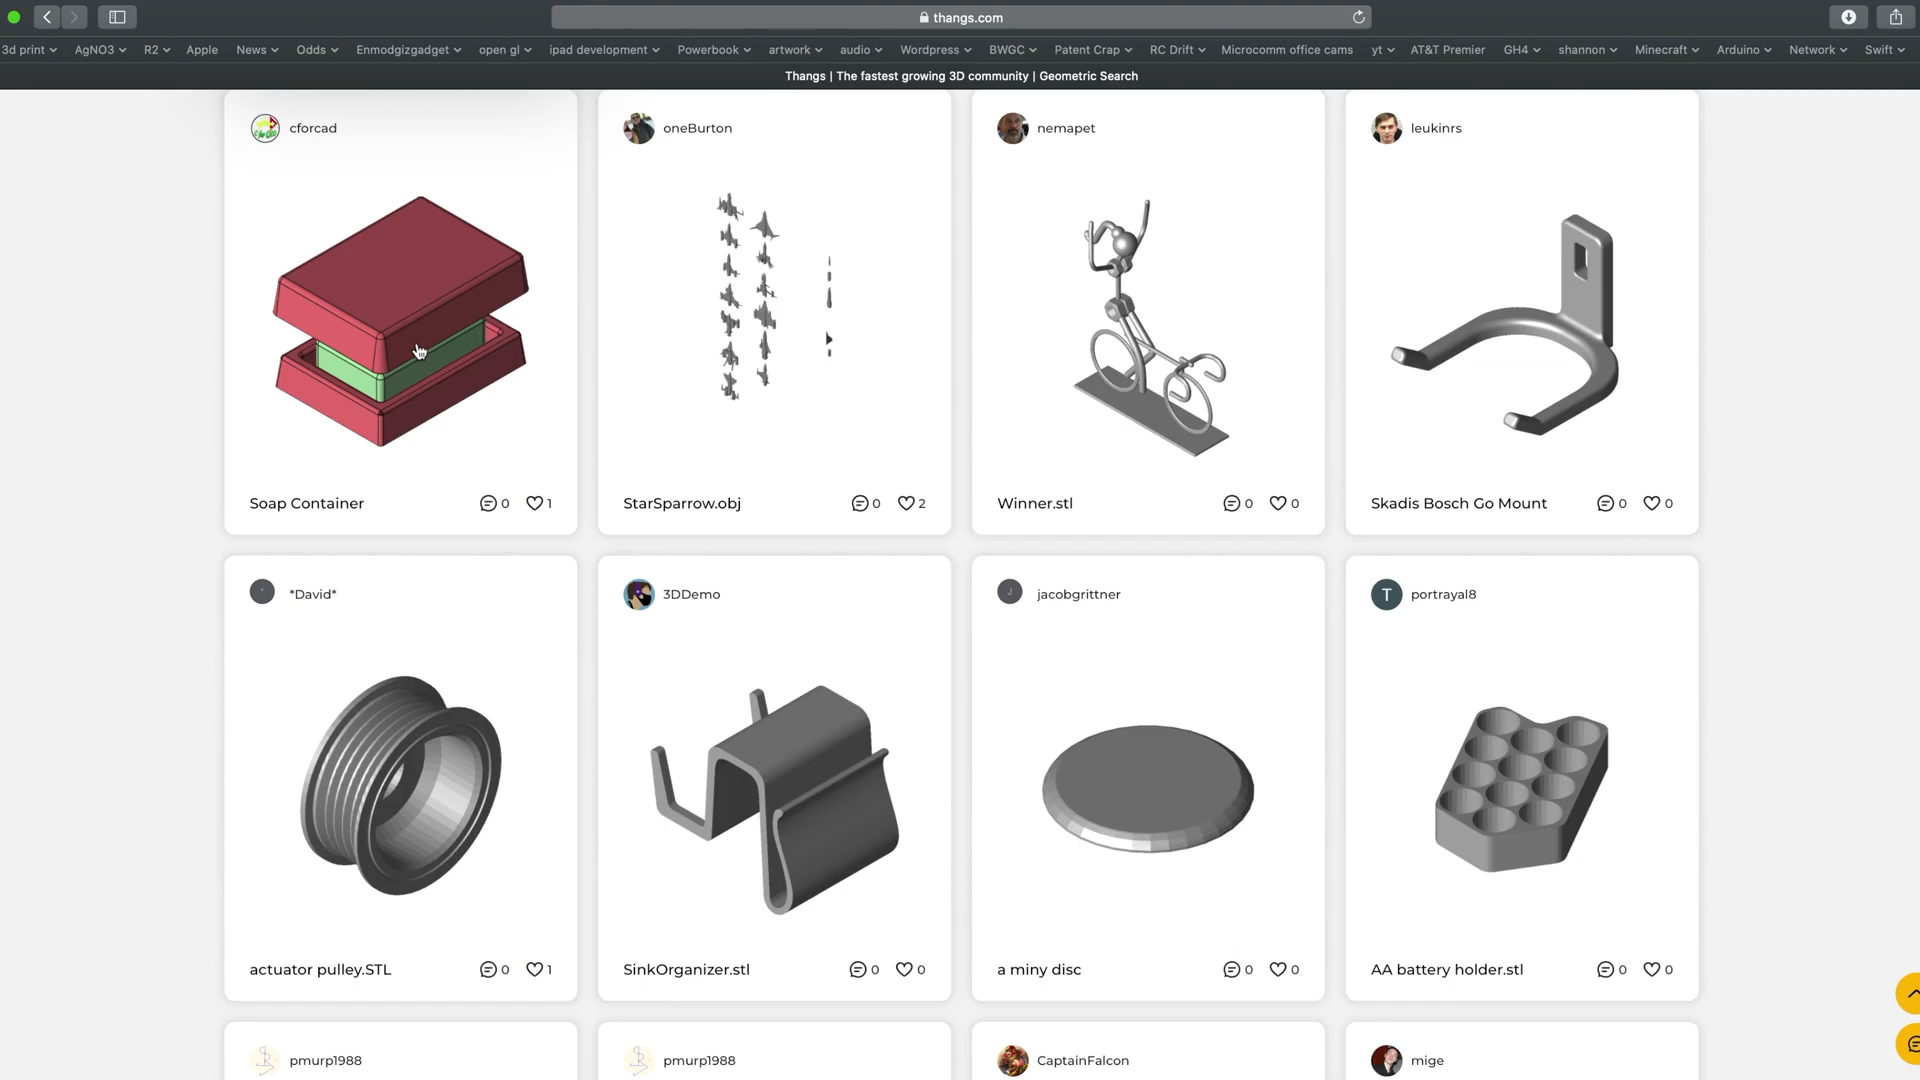 thangs.com
3d print AgNO3 R2 Apple News Odds Enmodgizgadget open gl ipad development Powerbook artwork audio Wordpress BWGC Patent Crap RC Drift Microcomm office cams yt AT&T Premier GH4 shannon Minecraft Arduino Network Swift
Thangs | The fastest growing 3D community | Geometric Search
cforcad
oneBurton
nemapet
leukinrs
Soap Container 0 1
StarSparrow.obj 0 2
Winner.stl 0 0
Skadis Bosch Go Mount 0 0
*David*
3DDemo
J jacobgrittner
T portrayal8
actuator pulley.STL 0 1
SinkOrganizer.stl 0 0
a miny disc 0 0
AA battery holder.stl 0 0
pmurp1988
pmurp1988
CaptainFalcon
mige